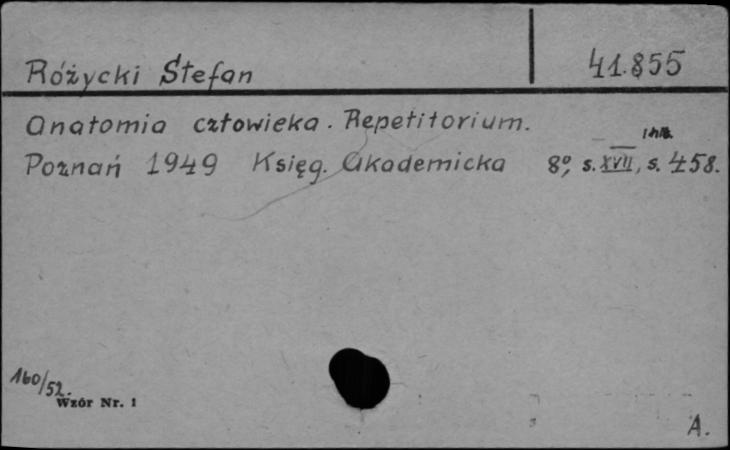 Różycki Stefan
41.855
Anatomia człowieka. Repetitorium.
Poznań 1949 Księg. Akademicka 8°, s. XVII, s. 458.
160/52.
Wzór Nr. 1
A.